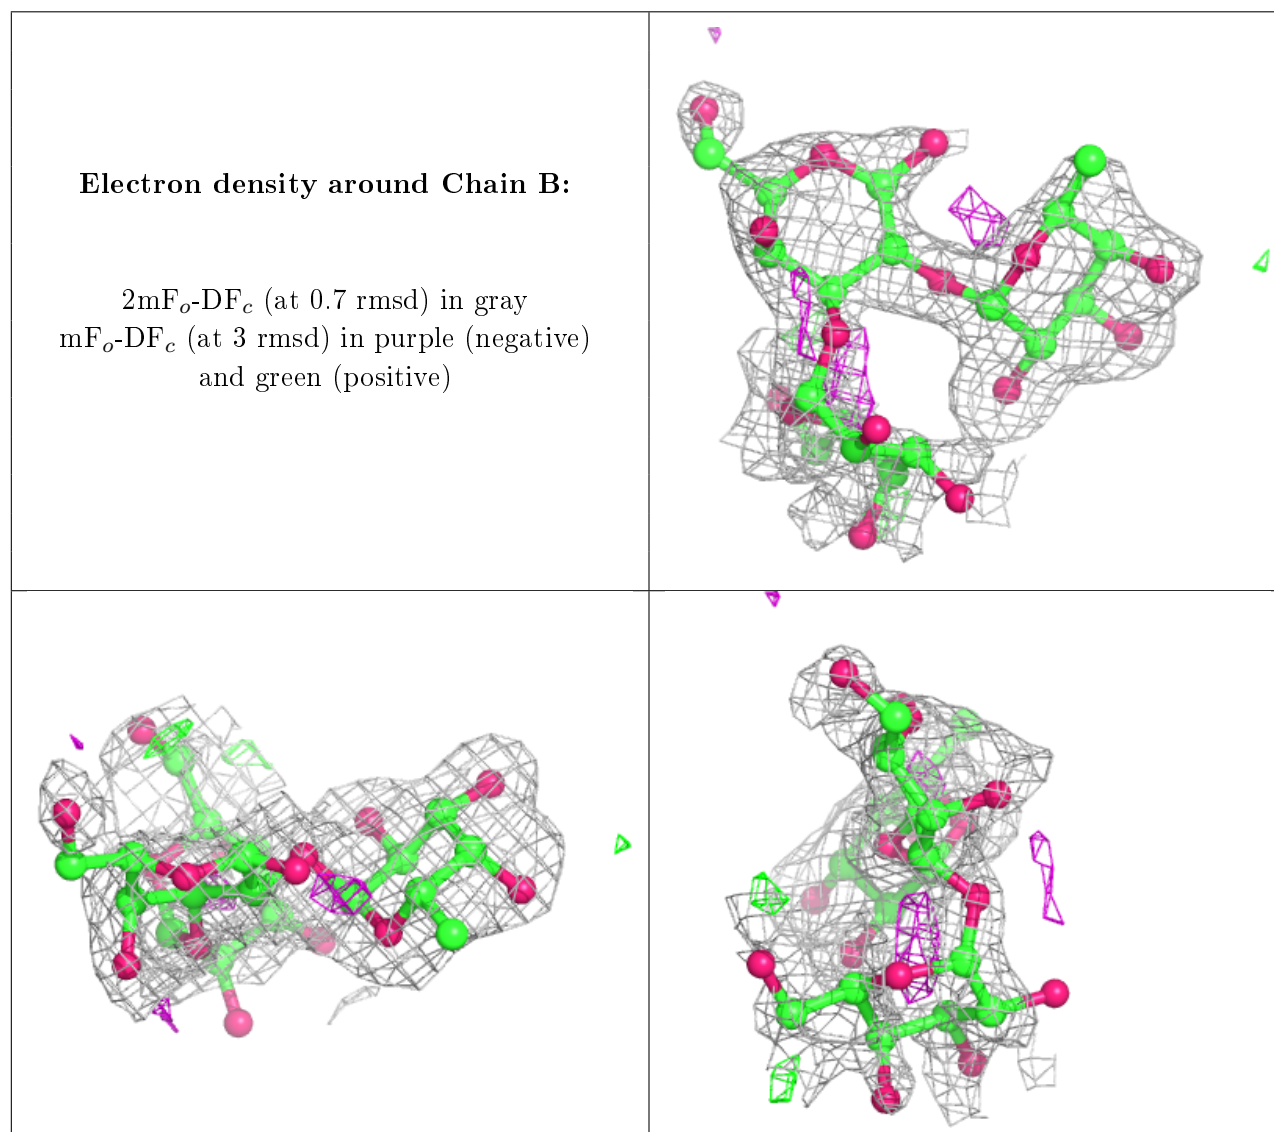 Electron density around Chain B:
2mFₒ-DF𝒸 (at 0.7 rmsd) in gray
mFₒ-DF𝒸 (at 3 rmsd) in purple (negative)
and green (positive)